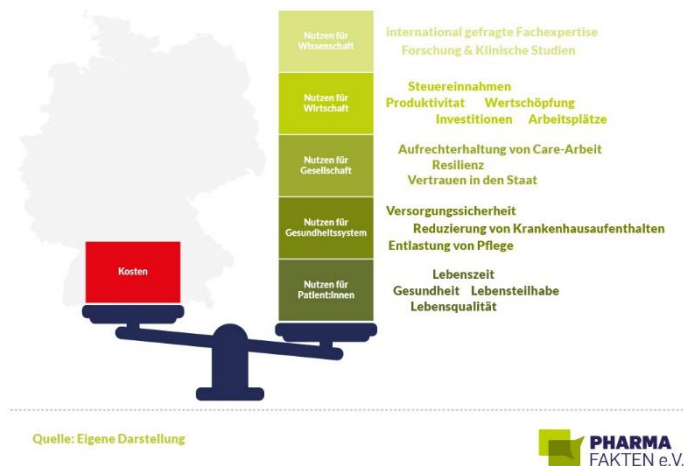 Nutzen für
Wissenschaft
international gefragte Fachexpertise
Forschung & Klinische Studien
Nutzen für
Wirtschaft
Steuereinnahmen
Produktivitat Wertschöpfung
Investitionen Arbeitsplätze
Nutzen für
Gesellschaft
Aufrechterhaltung von Care-Arbeit
Resilienz
Vertrauen in den Staat
Nutzen für
Gesundheitssystem
Versorgungssicherheit
Reduzierung von Krankenhausaufenthalten
Entlastung von Pflege
Kosten
Nutzen für
Patient:Innen
Lebenszeit
Gesundheit Lebensteilhabe
Lebensqualität
Quelle: Eigene Darstellung
PHARMA
FAKTEN e.V.